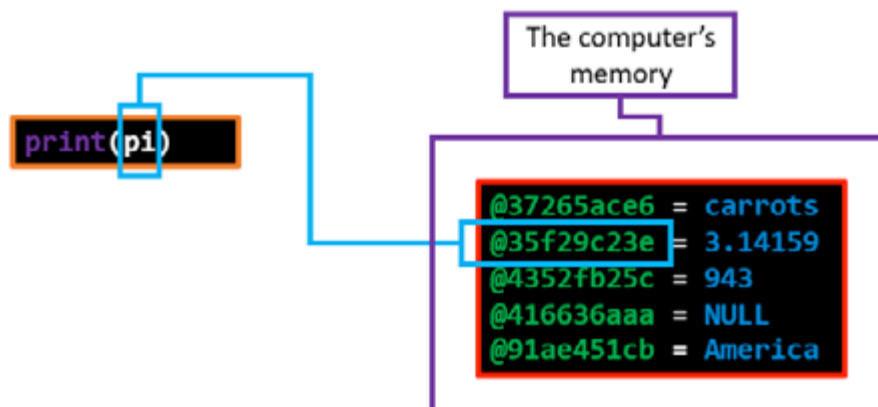 The computer's
memory
print(pi)
@37265ace6 = carrots
@35f29c23e = 3.14159
@4352fb25c = 943
@416636aaa = NULL
@91ae451cb = America